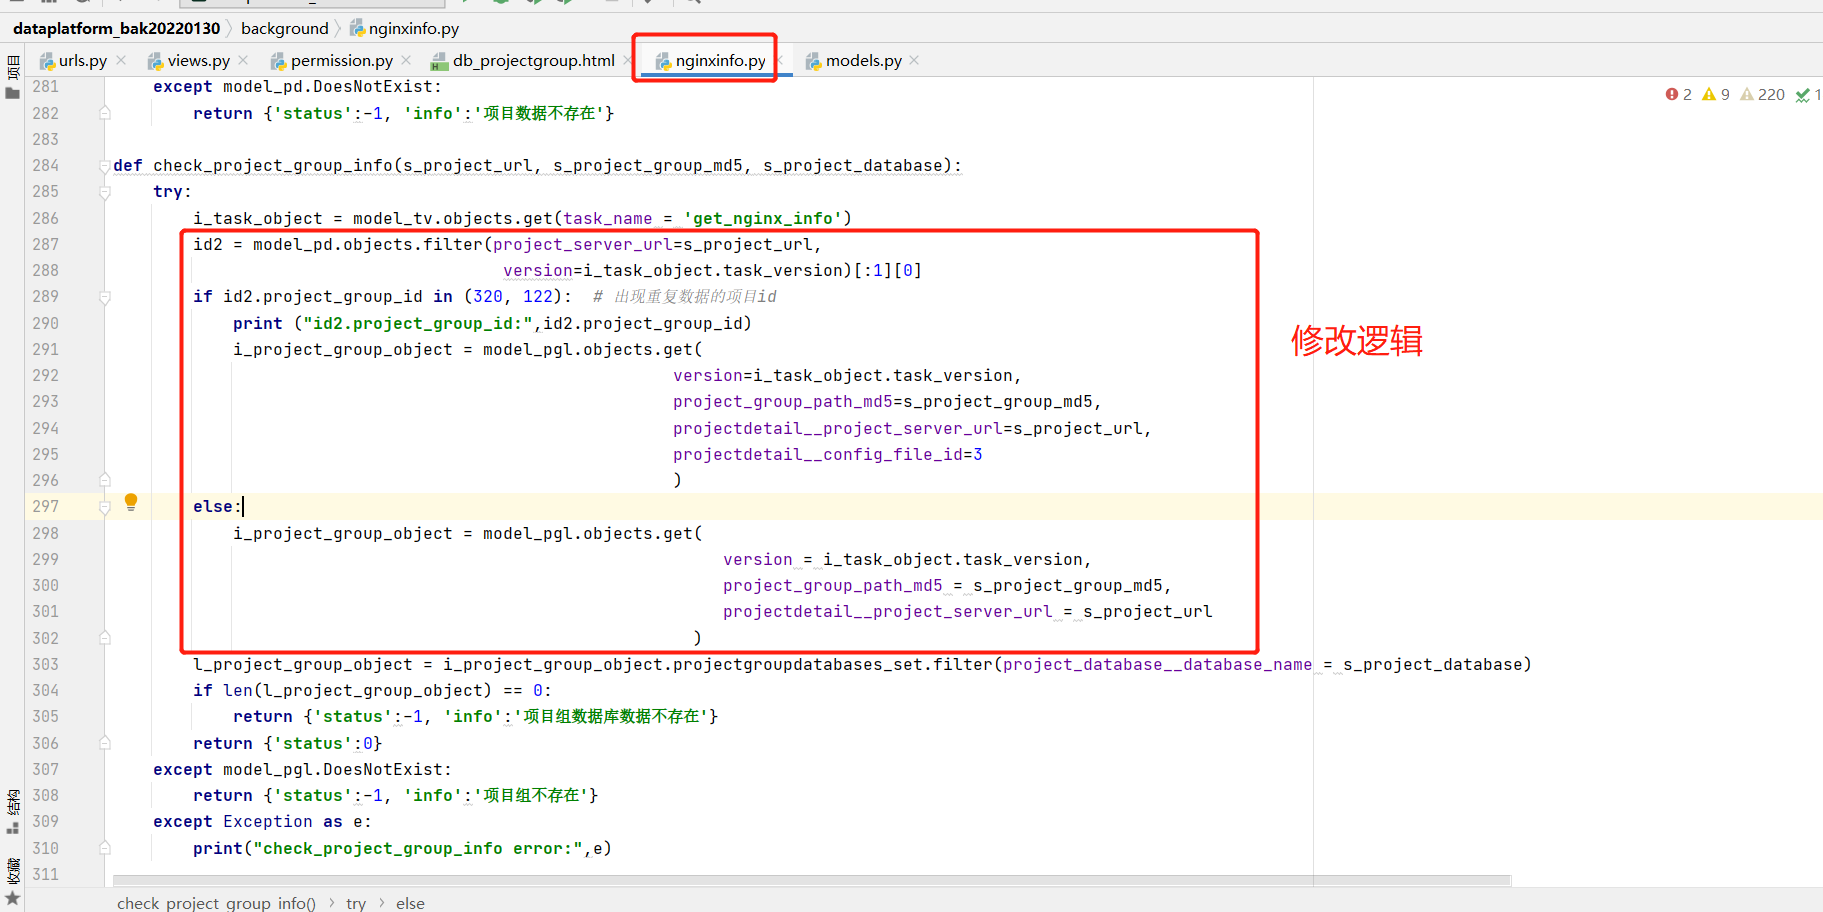 dataplatform_bak20220130 background nginxinfo.py
项目
urls.py views.py permission.py db_projectgroup.html nginxinfo.py models.py
2 9 220 1
281 except model_pd.DoesNotExist:
282 return {'status':-1, 'info':'项目数据不存在'}
283
284 def check_project_group_info(s_project_url, s_project_group_md5, s_project_database):
285 try:
286 i_task_object = model_tv.objects.get(task_name = 'get_nginx_info')
287 id2 = model_pd.objects.filter(project_server_url=s_project_url,
288 version=i_task_object.task_version)[:1][0]
289 if id2.project_group_id in (320, 122): # 出现重复数据的项目id
290 print ("id2.project_group_id:",id2.project_group_id)
291 i_project_group_object = model_pgl.objects.get(
292 version=i_task_object.task_version,
293 project_group_path_md5=s_project_group_md5,
294 projectdetail__project_server_url=s_project_url,
295 projectdetail__config_file_id=3
296 )
297 else:
298 i_project_group_object = model_pgl.objects.get(
299 version = i_task_object.task_version,
300 project_group_path_md5 = s_project_group_md5,
301 projectdetail__project_server_url = s_project_url
302 )
303 l_project_group_object = i_project_group_object.projectgroupdatabases_set.filter(project_database__database_name = s_project_database)
304 if len(l_project_group_object) == 0:
305 return {'status':-1, 'info':'项目组数据库数据不存在'}
306 return {'status':0}
307 except model_pgl.DoesNotExist:
308 return {'status':-1, 'info':'项目组不存在'}
309 except Exception as e:
310 print("check_project_group_info error:",e)
311
修改逻辑
结构
收藏
check_project_group_info() try else